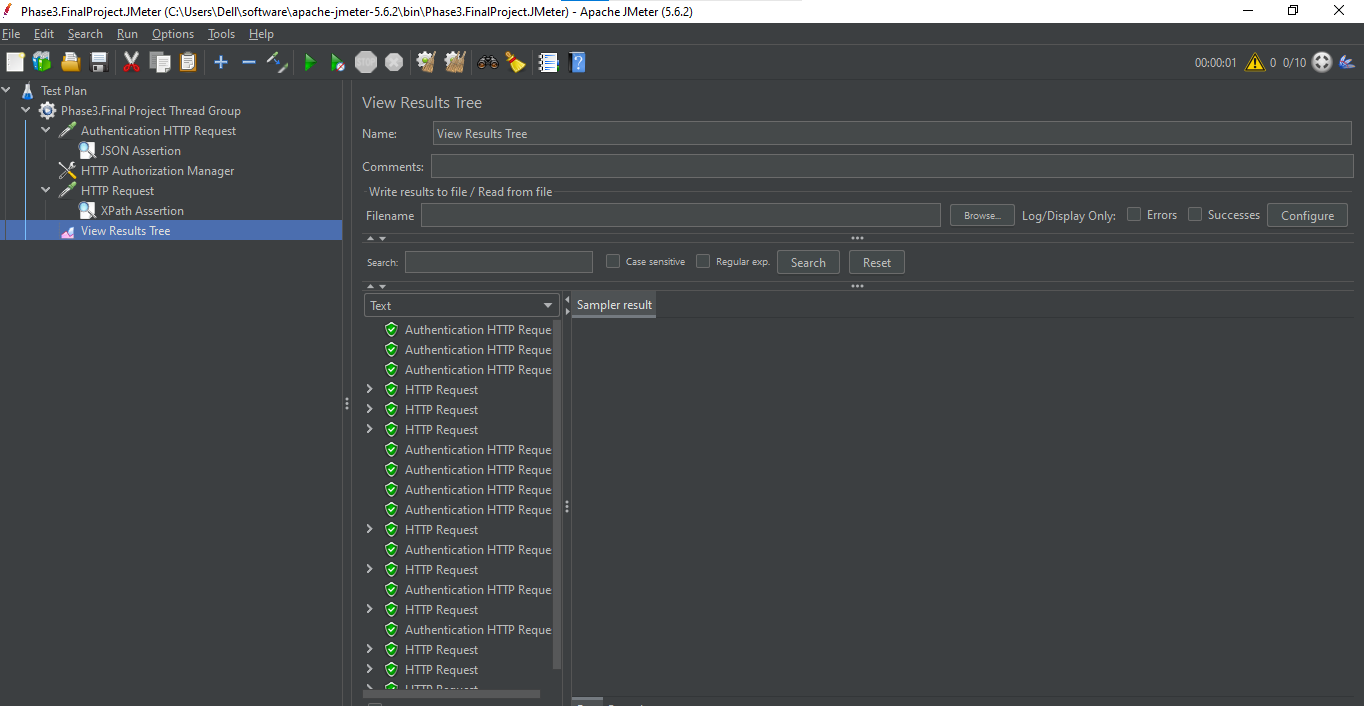 Phase3.FinalProject.JMeter (C:\Users\Dell\software\apache-jmeter-5.6.2\bin\Phase3.FinalProject.JMeter) - Apache JMeter (5.6.2)
File Edit Search Run Options Tools Help
STOP 00:00:01 0 0/10
Test Plan
Phase3.Final Project Thread Group
Authentication HTTP Request
JSON Assertion
HTTP Authorization Manager
HTTP Request
XPath Assertion
View Results Tree
View Results Tree
Name: View Results Tree
Comments:
Write results to file / Read from file
Filename Browse... Log/Display Only: Errors Successes Configure
Search: Case sensitive Regular exp. Search Reset
Text
Sampler result
Authentication HTTP Reque
Authentication HTTP Reque
Authentication HTTP Reque
HTTP Request
HTTP Request
HTTP Request
Authentication HTTP Reque
Authentication HTTP Reque
Authentication HTTP Reque
Authentication HTTP Reque
HTTP Request
Authentication HTTP Reque
HTTP Request
Authentication HTTP Reque
HTTP Request
Authentication HTTP Reque
HTTP Request
HTTP Request
HTTP Request